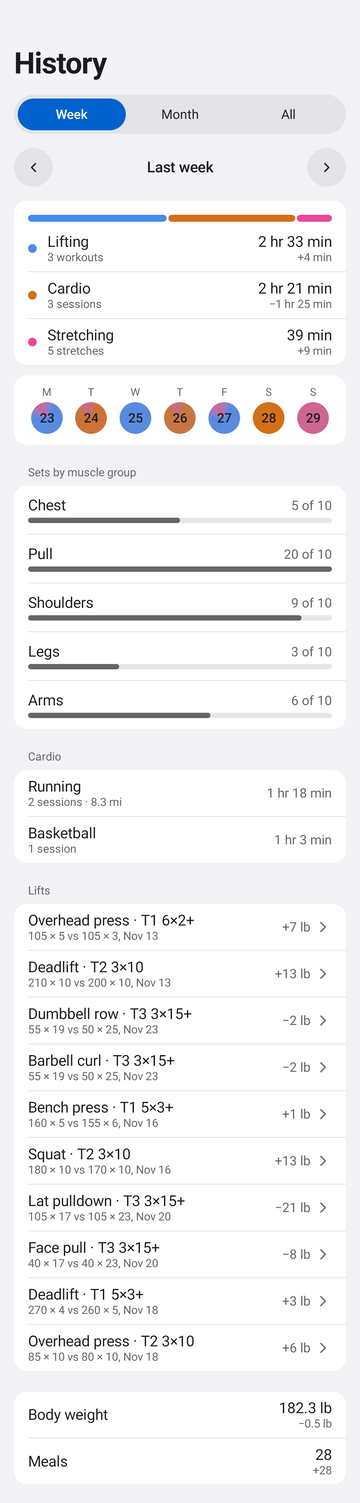 History
Week Month All
Last week
Lifting 2 hr 33 min
3 workouts +4 min
Cardio 2 hr 21 min
3 sessions −1 hr 25 min
Stretching 39 min
5 stretches +9 min
M T W T F S S
23 24 25 26 27 28 29
Sets by muscle group
Chest 5 of 10
Pull 20 of 10
Shoulders 9 of 10
Legs 3 of 10
Arms 6 of 10
Cardio
Running 1 hr 18 min
2 sessions · 8.3 mi
Basketball 1 hr 3 min
1 session
Lifts
Overhead press · T1 6×2+ +7 lb
105 × 5 vs 105 × 3, Nov 13
Deadlift · T2 3×10 +13 lb
210 × 10 vs 200 × 10, Nov 13
Dumbbell row · T3 3×15+ −2 lb
55 × 19 vs 50 × 25, Nov 23
Barbell curl · T3 3×15+ −2 lb
55 × 19 vs 50 × 25, Nov 23
Bench press · T1 5×3+ +1 lb
160 × 5 vs 155 × 6, Nov 16
Squat · T2 3×10 +13 lb
180 × 10 vs 170 × 10, Nov 16
Lat pulldown · T3 3×15+ −21 lb
105 × 17 vs 105 × 23, Nov 20
Face pull · T3 3×15+ −8 lb
40 × 17 vs 40 × 23, Nov 20
Deadlift · T1 5×3+ +3 lb
270 × 4 vs 260 × 5, Nov 18
Overhead press · T2 3×10 +6 lb
85 × 10 vs 80 × 10, Nov 18
Body weight 182.3 lb
−0.5 lb
Meals 28
+28